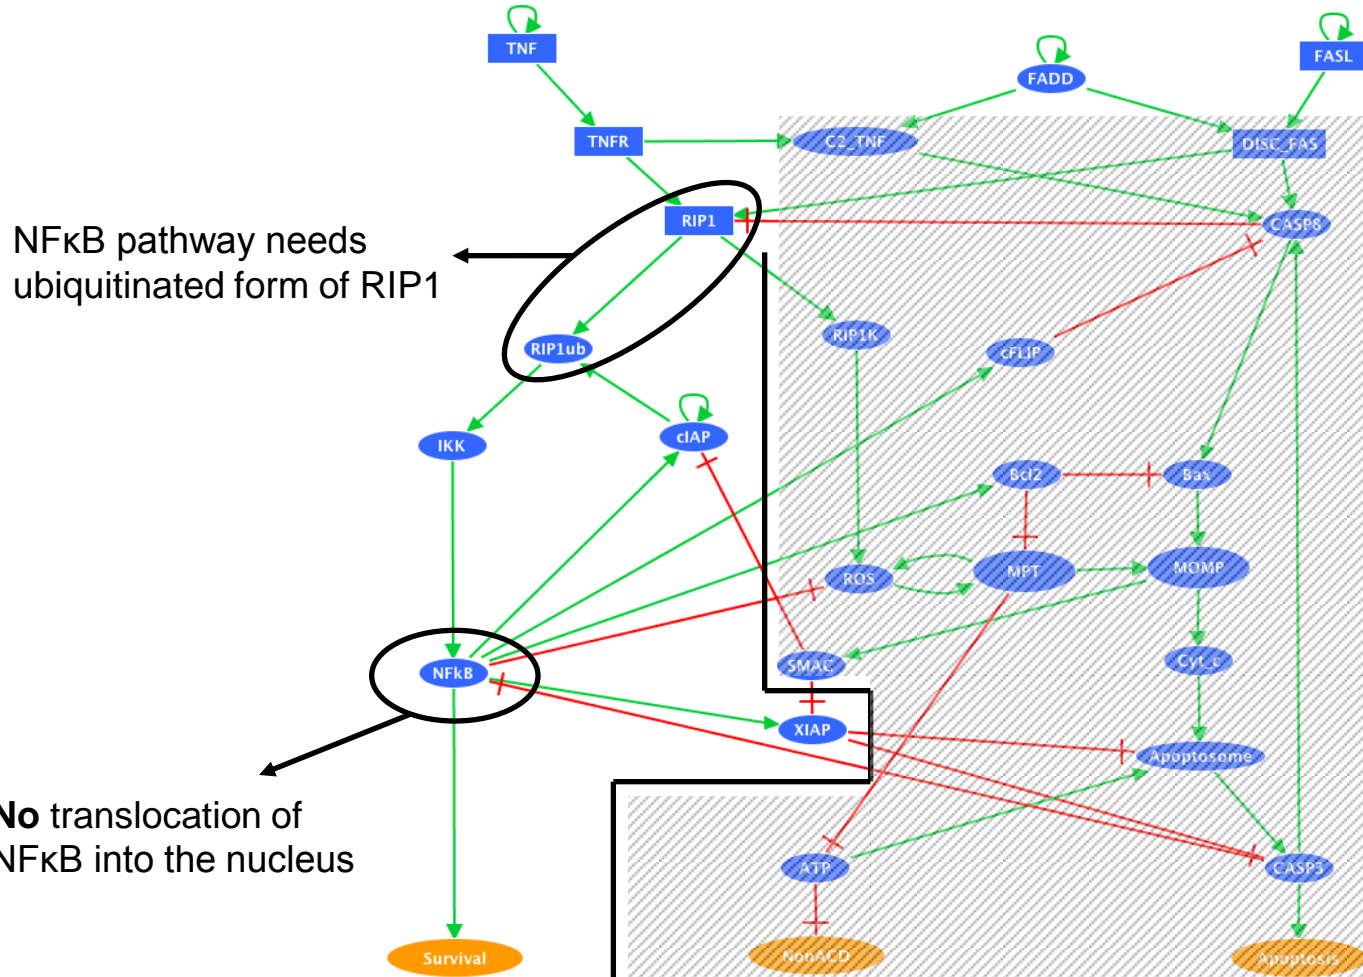 TNF
FADD
FASL
TNFR
C2_TNF
DISC_FAS
RIP1
CASP8
NFκB pathway needs
ubiquitinated form of RIP1
RIP1ub
RIP1K
cFLIP
IKK
cIAP
Bcl2
Bax
ROS
MPT
MOMP
NFkB
SMAC
Cyt_c
XIAP
Apoptosome
No translocation of
NFκB into the nucleus
ATP
CASP3
Survival
NonACD
Apoptosis